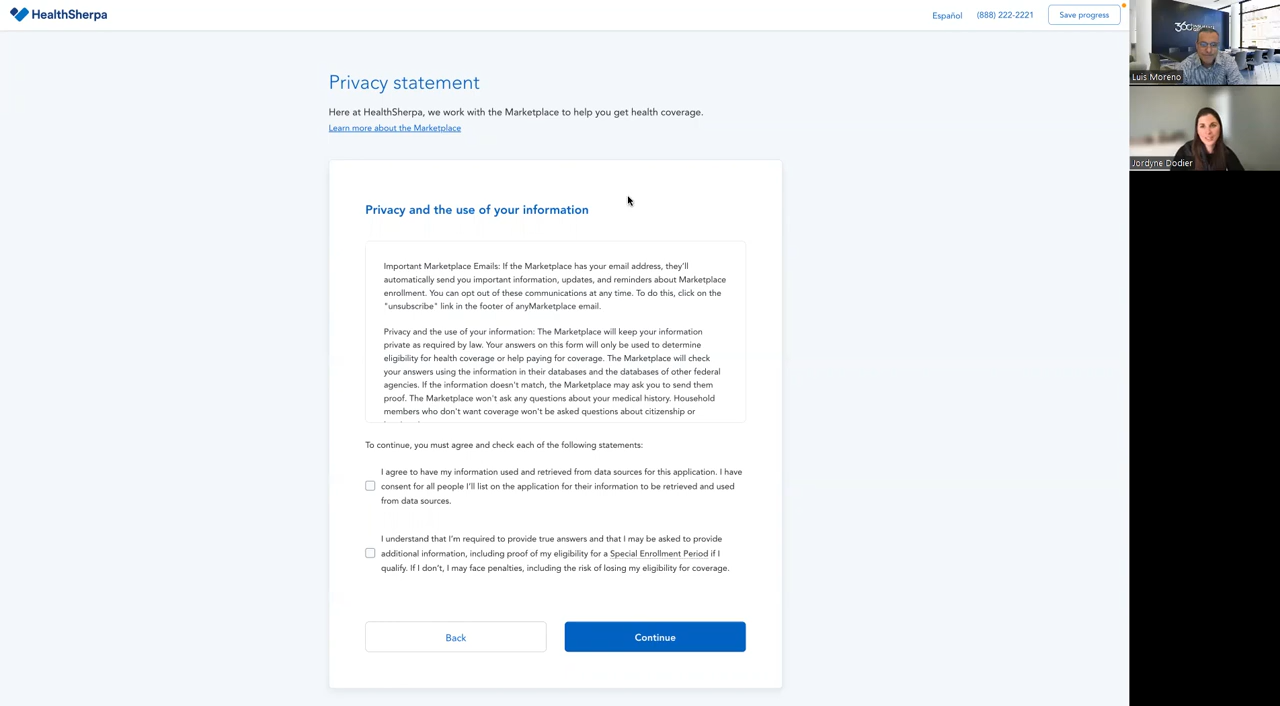 HealthSherpa
Español
(888) 222-2221
Save progress
Privacy statement
Here at HealthSherpa, we work with the Marketplace to help you get health coverage.
Learn more about the Marketplace
Privacy and the use of your information
Important Marketplace Emails: If the Marketplace has your email address, they'll
automatically send you important information, updates, and reminders about Marketplace
enrollment. You can opt out of these communications at any time. To do this, click on the
"unsubscribe" link in the footer of anyMarketplace email.
Privacy and the use of your information: The Marketplace will keep your information
private as required by law. Your answers on this form will only be used to determine
eligibility for health coverage or help paying for coverage. The Marketplace will check
your answers using the information in their databases and the databases of other federal
agencies. If the information doesn't match, the Marketplace may ask you to send them
proof. The Marketplace won't ask any questions about your medical history. Household
members who don't want coverage won't be asked questions about citizenship or
To continue, you must agree and check each of the following statements:
I agree to have my information used and retrieved from data sources for this application. I have
consent for all people I'll list on the application for their information to be retrieved and used
from data sources.
I understand that I'm required to provide true answers and that I may be asked to provide
additional information, including proof of my eligibility for a Special Enrollment Period if I
qualify. If I don't, I may face penalties, including the risk of losing my eligibility for coverage.
Back
Continue
360
Luis Moreno
Jordyne Dodier